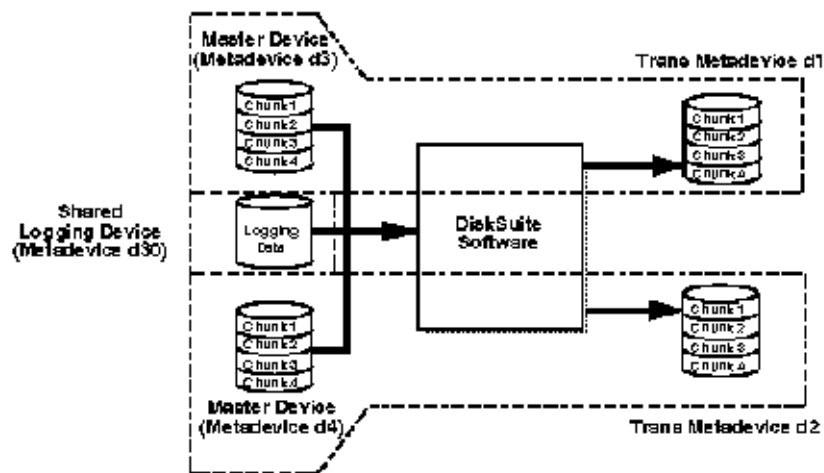 Master Device
(Metadevice d3)
Trans Metadevice d1
Chunk1
Chunk2
Chunk3
Chunk4
Chunk1
Chunk2
Chunk3
Chunk4
Shared
Logging Device
(Metadevice d30)
Logging
Data
DiskSuite
Software
Chunk1
Chunk2
Chunk3
Chunk4
Chunk1
Chunk2
Chunk3
Chunk4
Master Device
(Metadevice d4)
Trans Metadevice d2